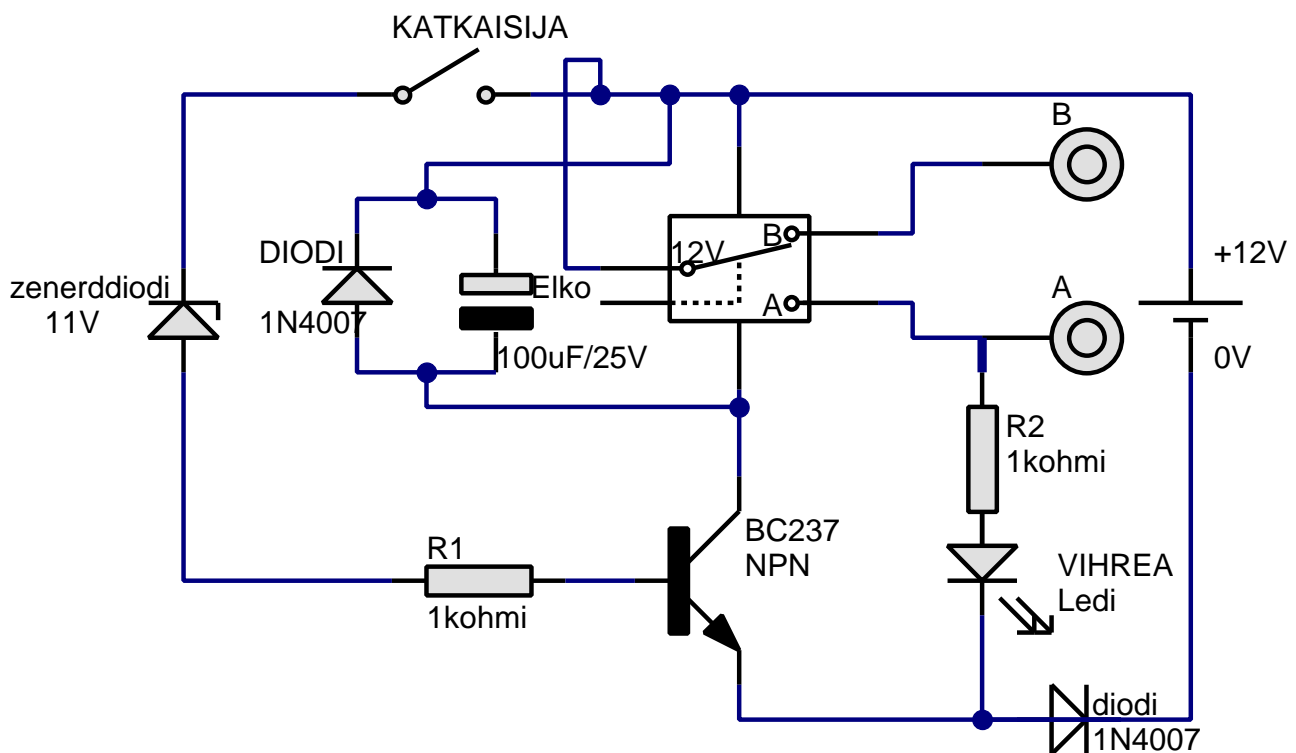 KATKAISIJA
B
DIODI
12V
B
+12V
zenerddiodi
11V
Elko
A
A
1N4007
100uF/25V
0V
R2
1kohmi
R1
1kohmi
BC237
NPN
VIHREA
Ledi
diodi
1N4007